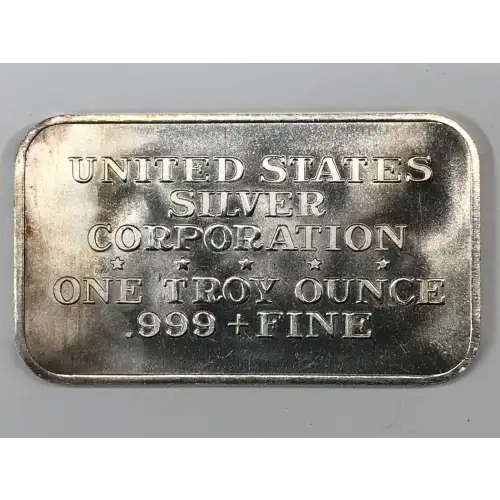 UNITED STATES
SILVER
CORPORATION
ONE TROY OUNCE
.999 + FINE